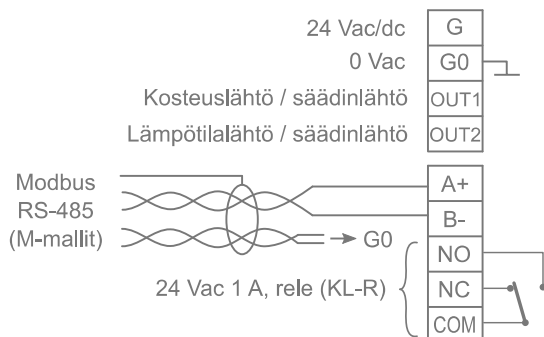 24 Vac/dc G
0 Vac G0
Kosteuslähtö / säädinlähtö OUT1
Lämpötilalähtö / säädinlähtö OUT2
Modbus
RS-485
(M-mallit)
A+
B-
G0
NO
24 Vac 1 A, rele (KL-R) NC
COM